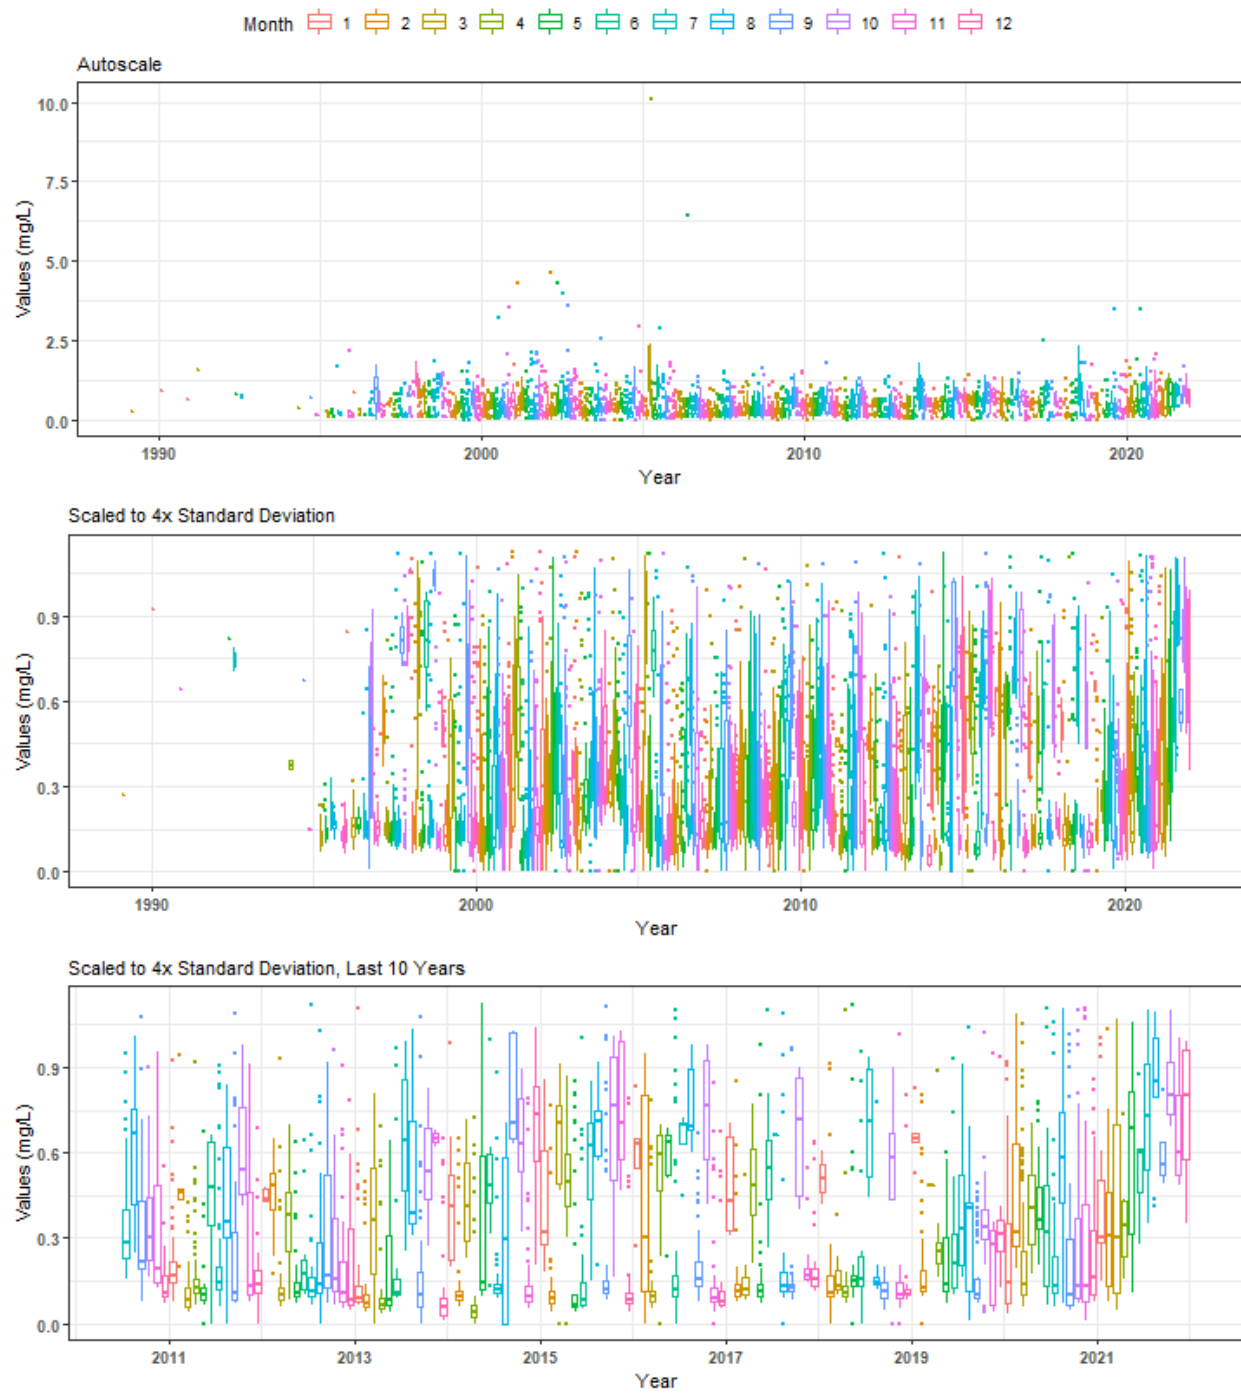 Month 1 2 3 4 5 6 7 8 9 10 11 12
Autoscale
10.0
7.5
5.0
2.5
0.0
Values (mg/L)
1990 2000 2010 2020
Year
Scaled to 4x Standard Deviation
0.9
0.6
0.3
0.0
Values (mg/L)
1990 2000 2010 2020
Year
Scaled to 4x Standard Deviation, Last 10 Years
0.9
0.6
0.3
0.0
Values (mg/L)
2011 2013 2015 2017 2019 2021
Year